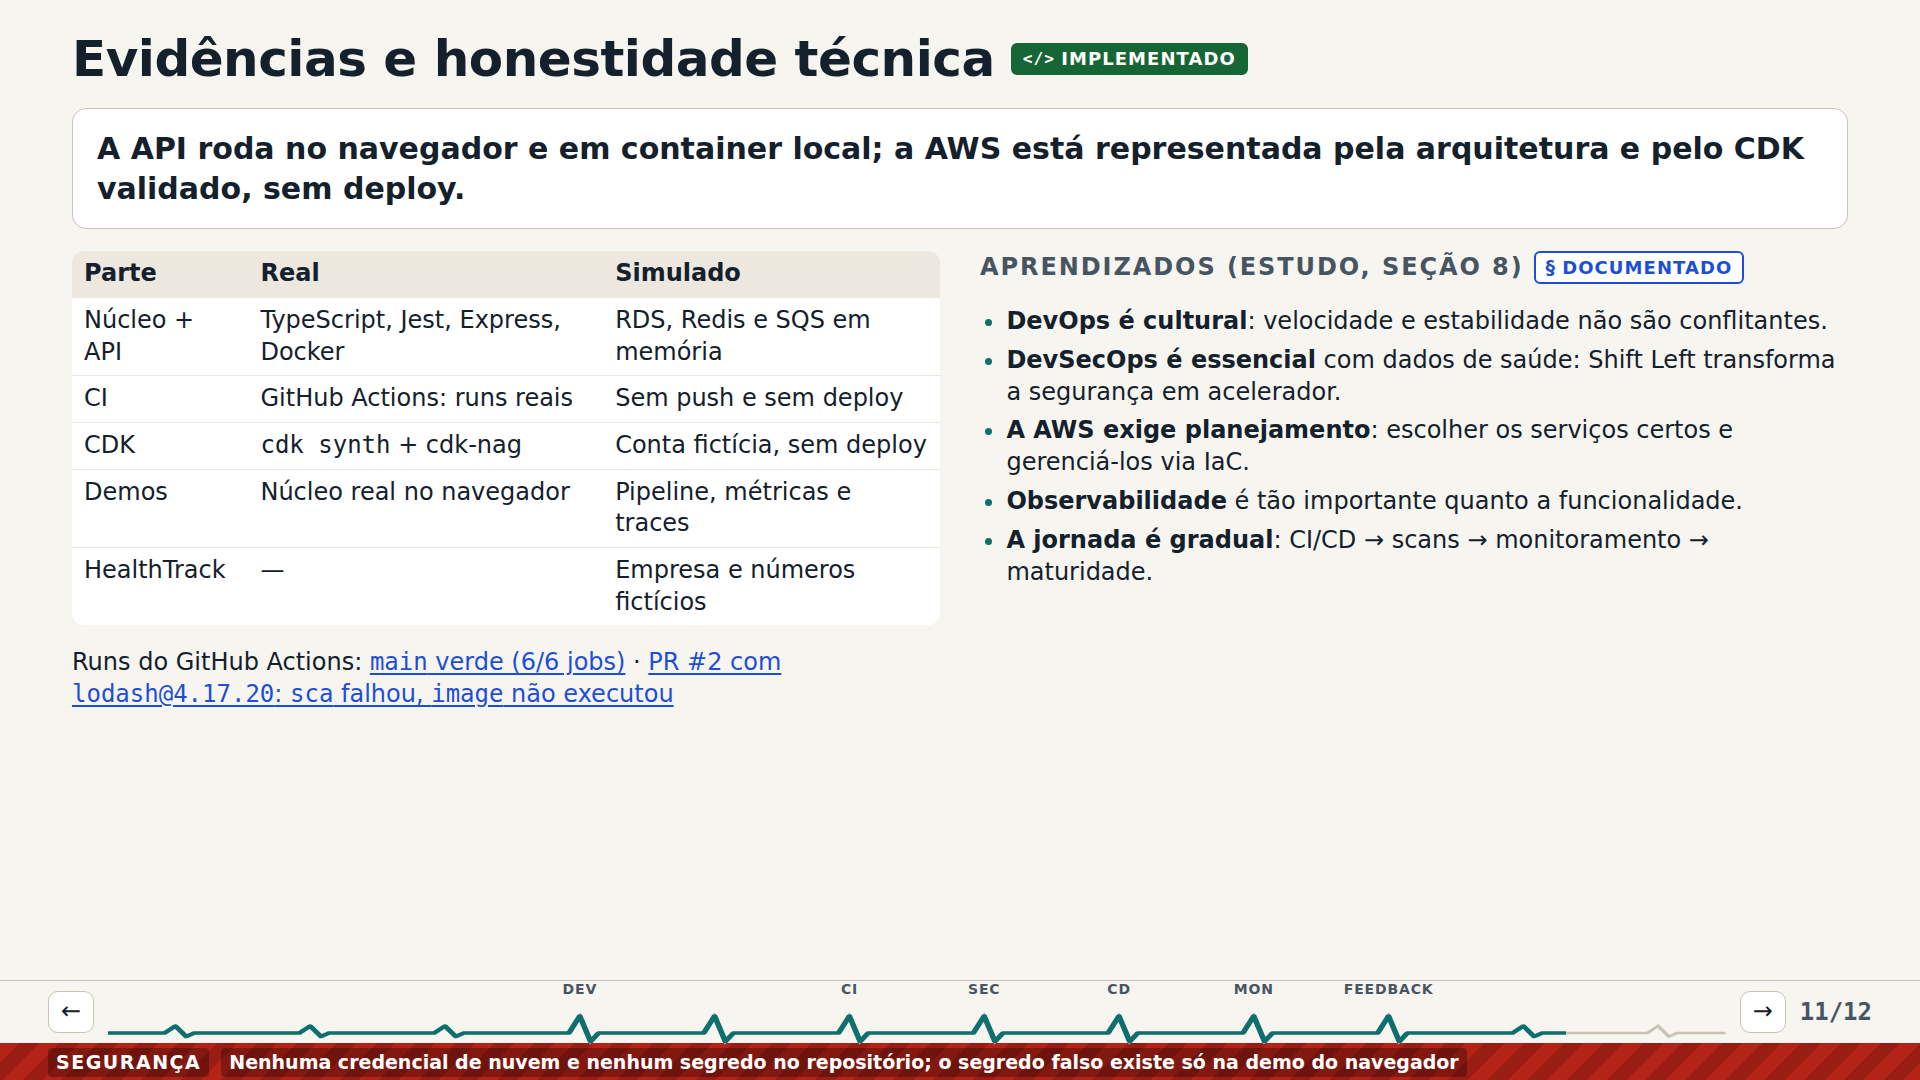 Evidências e honestidade técnica </> IMPLEMENTADO
A API roda no navegador e em container local; a AWS está representada pela arquitetura e pelo CDK
validado, sem deploy.
Parte Real Simulado
Núcleo + API TypeScript, Jest, Express, Docker RDS, Redis e SQS em memória
CI GitHub Actions: runs reais Sem push e sem deploy
CDK cdk synth + cdk-nag Conta fictícia, sem deploy
Demos Núcleo real no navegador Pipeline, métricas e traces
HealthTrack — Empresa e números fictícios
Runs do GitHub Actions: main verde (6/6 jobs) · PR #2 com
lodash@4.17.20: sca falhou, image não executou
APRENDIZADOS (ESTUDO, SEÇÃO 8) § DOCUMENTADO
• DevOps é cultural: velocidade e estabilidade não são conflitantes.
• DevSecOps é essencial com dados de saúde: Shift Left transforma
a segurança em acelerador.
• A AWS exige planejamento: escolher os serviços certos e
gerenciá-los via IaC.
• Observabilidade é tão importante quanto a funcionalidade.
• A jornada é gradual: CI/CD → scans → monitoramento →
maturidade.
← DEV CI SEC CD MON FEEDBACK → 11/12
SEGURANÇA Nenhuma credencial de nuvem e nenhum segredo no repositório; o segredo falso existe só na demo do navegador